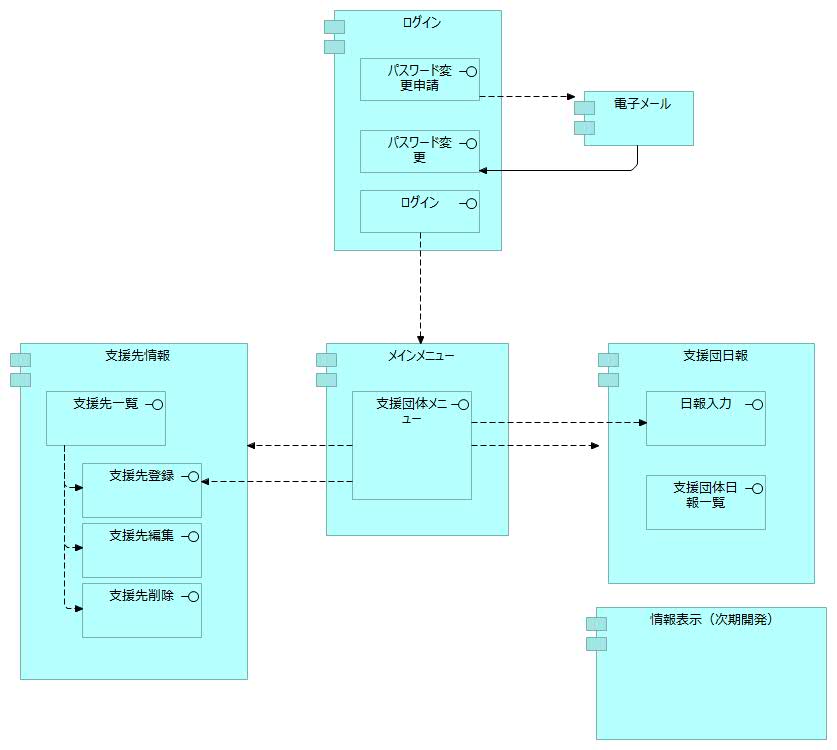 ログイン
パスワード変
更申請
電子メール
パスワード変
更
ログイン
支援先情報
メインメニュー
支援団日報
支援先一覧
支援団体メニ
ュー
日報入力
支援先登録
支援団体日
報一覧
支援先編集
支援先削除
情報表示（次期開発）